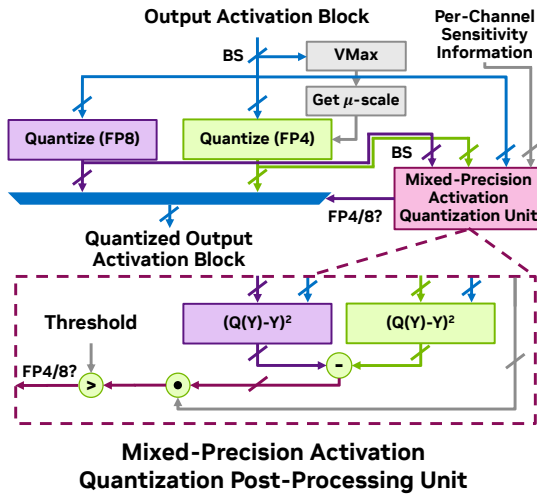 Output Activation Block
Per-Channel
Sensitivity
Information
BS
VMax
Get μ-scale
Quantize (FP8)
Quantize (FP4)
BS
Mixed-Precision
Activation
Quantization Unit
FP4/8?
Quantized Output
Activation Block
(Q(Y)-Y)²
(Q(Y)-Y)²
Threshold
FP4/8?
>
•
-
Mixed-Precision Activation
Quantization Post-Processing Unit